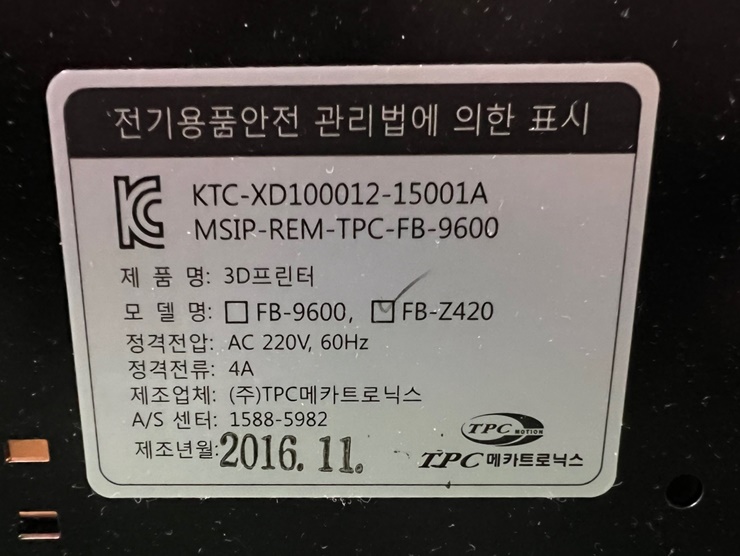 전기용품안전 관리법에 의한 표시
KTC-XD100012-15001A
MSIP-REM-TPC-FB-9600
제 품 명: 3D프린터
모 델 명: □ FB-9600, ☑ FB-Z420
정격전압: AC 220V, 60Hz
정격전류: 4A
제조업체: (주)TPC메카트로닉스
A/S 센터: 1588-5982
제조년월: 2016. 11.
TPC MOTION
TPC 메카트로닉스